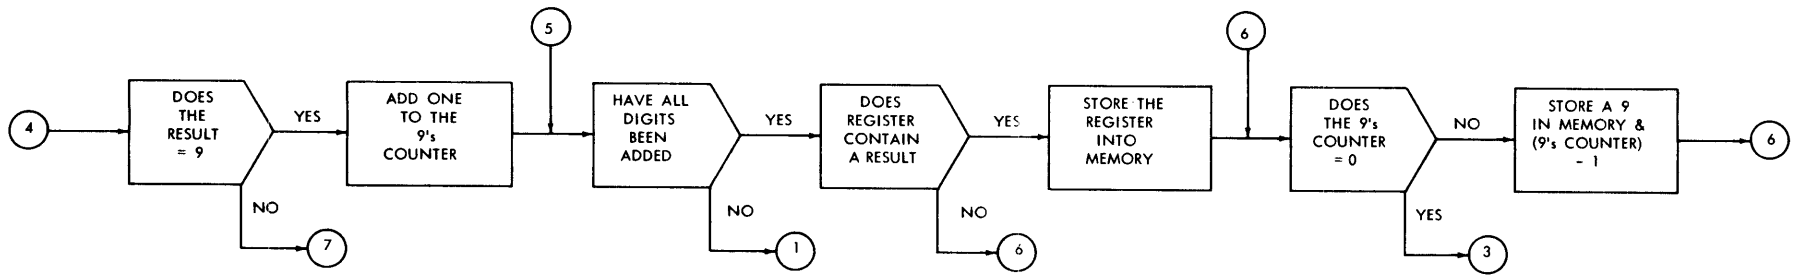 4
DOES
THE
RESULT
= 9
YES
NO
7
ADD ONE
TO THE
9's
COUNTER
5
HAVE ALL
DIGITS
BEEN
ADDED
YES
NO
1
DOES
REGISTER
CONTAIN
A RESULT
YES
NO
6
STORE THE
REGISTER
INTO
MEMORY
6
DOES
THE 9's
COUNTER
= 0
NO
YES
3
STORE A 9
IN MEMORY &
(9's COUNTER)
- 1
6